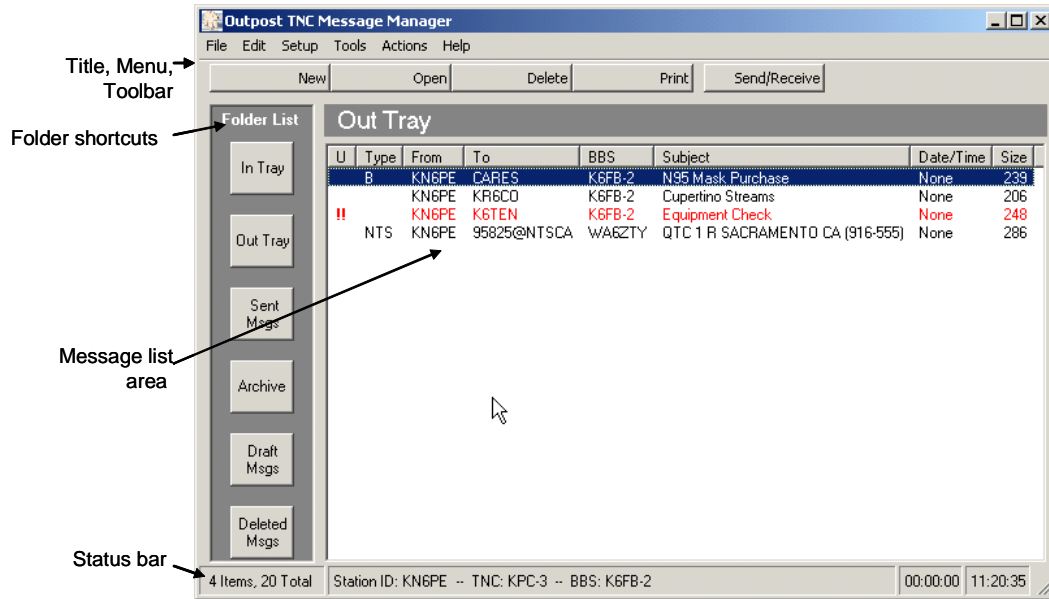 Outpost TNC Message Manager
File Edit Setup Tools Actions Help
Title, Menu,
Toolbar
New Open Delete Print Send/Receive
Folder shortcuts
Folder List
Out Tray
U Type From To BBS Subject Date/Time Size
B KN6PE CARES K6FB-2 N95 Mask Purchase None 239
KN6PE KR6CO K6FB-2 Cupertino Streams None 206
!! KN6PE K6TEN K6FB-2 Equipment Check None 248
NTS KN6PE 95825@NTSCA WA6ZTY QTC 1 R SACRAMENTO CA (916-555) None 286
In Tray
Out Tray
Sent
Msgs
Message list
area
Archive
Draft
Msgs
Deleted
Msgs
Status bar
4 Items, 20 Total Station ID: KN6PE -- TNC: KPC-3 -- BBS: K6FB-2 00:00:00 11:20:35